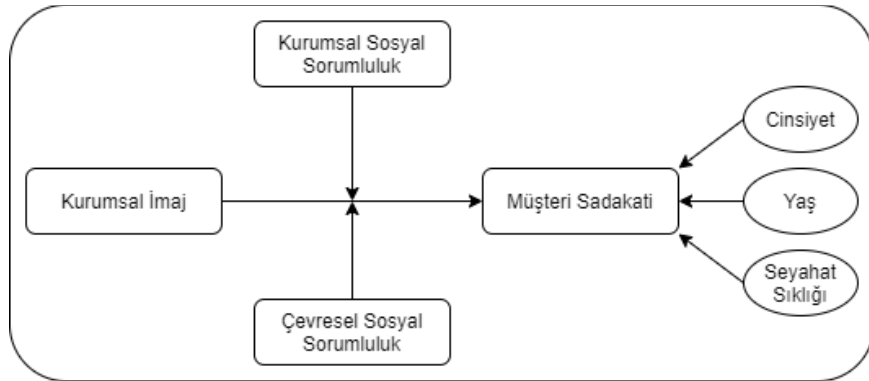 Kurumsal Sosyal
Sorumluluk
Kurumsal İmaj
Müşteri Sadakati
Çevresel Sosyal
Sorumluluk
Cinsiyet
Yaş
Seyahat
Sıklığı